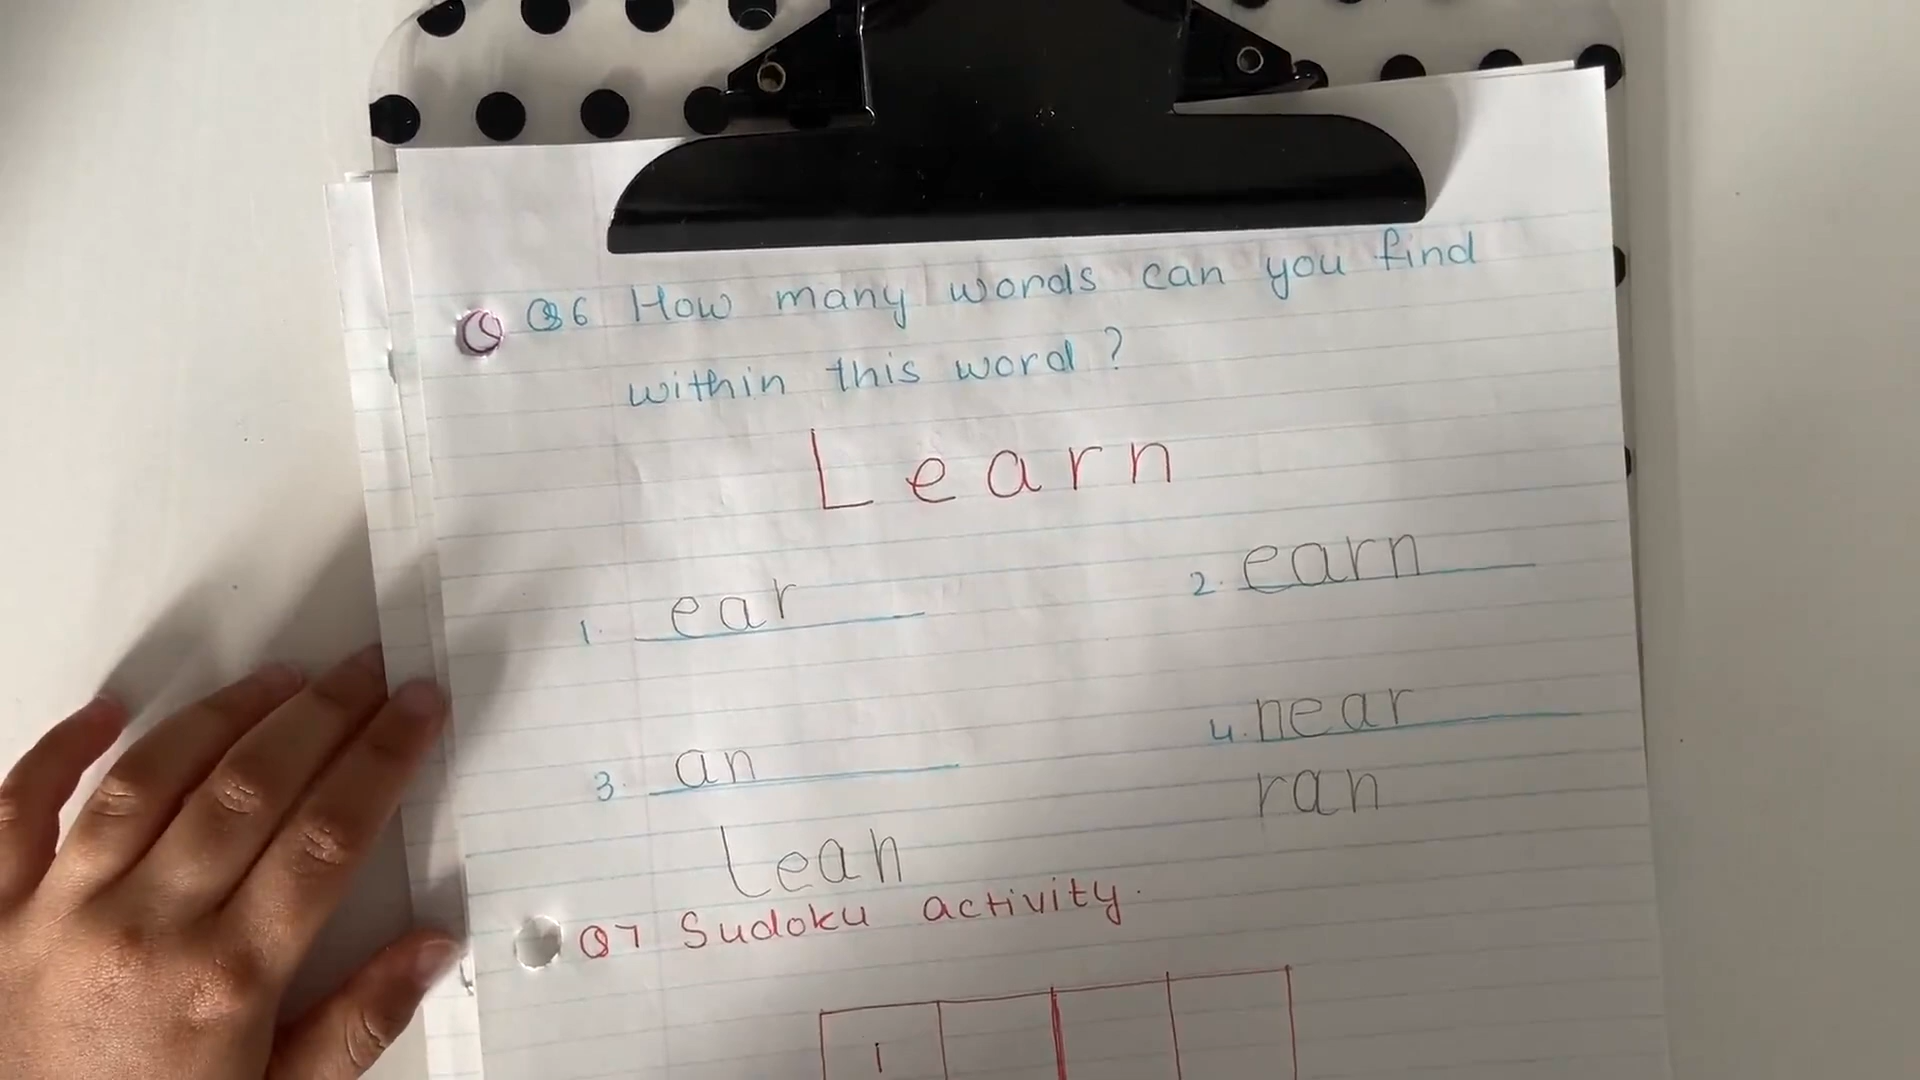 Q6 How many words can you find
within this word?
Learn
1. ear
2. earn
3. an
4. near
ran
Lean
Q7 Sudoku activity.
1